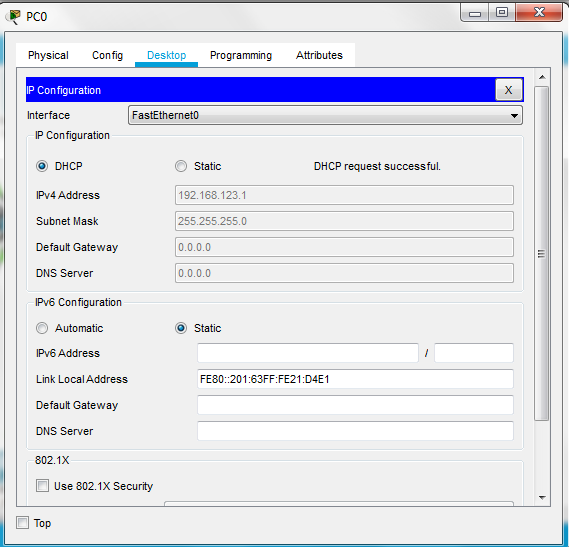 PC0
Physical Config Desktop Programming Attributes
IP Configuration X
Interface FastEthernet0
IP Configuration
DHCP Static DHCP request successful.
IPv4 Address 192.168.123.1
Subnet Mask 255.255.255.0
Default Gateway 0.0.0.0
DNS Server 0.0.0.0
IPv6 Configuration
Automatic Static
IPv6 Address /
Link Local Address FE80::201:63FF:FE21:D4E1
Default Gateway
DNS Server
802.1X
Use 802.1X Security
Top